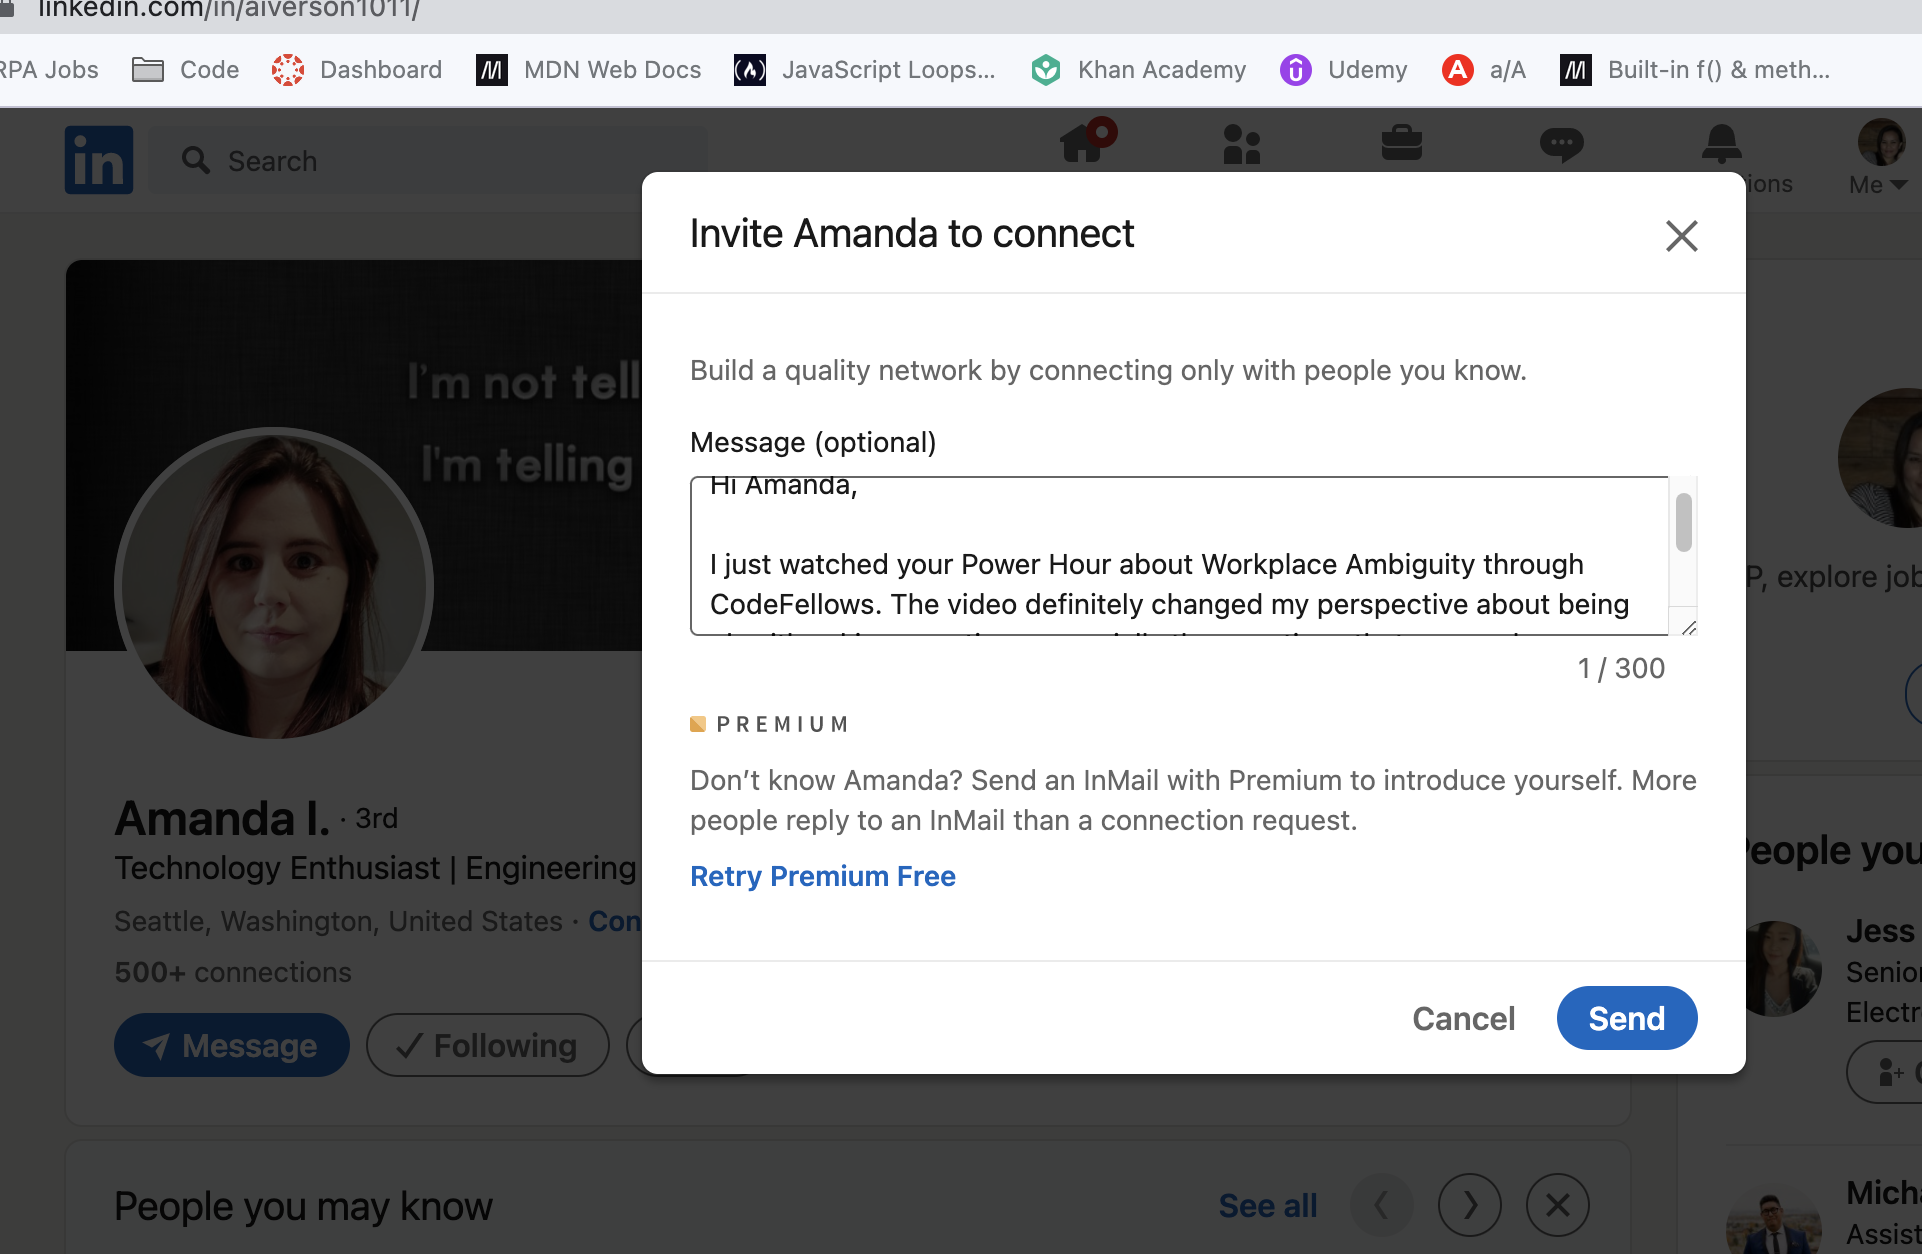 linkedin.com/in/aiverson1011/
RPA Jobs
Code
Dashboard
MDN Web Docs
JavaScript Loops...
Khan Academy
Udemy
a/A
Built-in f() & meth...
in
Search
ions
Me
Invite Amanda to connect
Build a quality network by connecting only with people you know.
Message (optional)
Hi Amanda,
I just watched your Power Hour about Workplace Ambiguity through
CodeFellows. The video definitely changed my perspective about being
1 / 300
PREMIUM
Don’t know Amanda? Send an InMail with Premium to introduce yourself. More
people reply to an InMail than a connection request.
Retry Premium Free
Cancel
Send
I’m not tell
I'm telling
Amanda I. · 3rd
Technology Enthusiast | Engineering
Seattle, Washington, United States · Con
500+ connections
Message
Following
People you may know
See all
P, explore job
People you
Jess
Senior
Electr
Micha
Assist